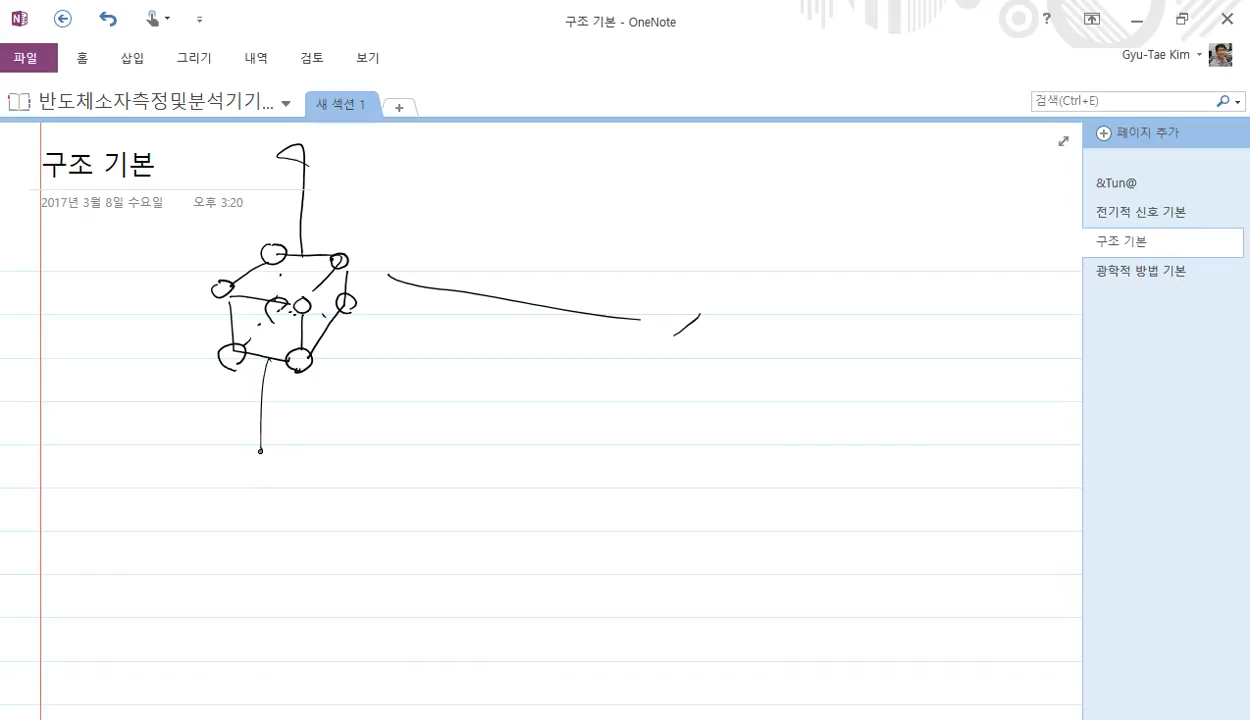 구조 기본 - OneNote
?
파일
홈
삽입
그리기
내역
검토
보기
Gyu-Tae Kim
반도체소자측정및분석기기...
새 섹션 1
+
검색(Ctrl+E)
구조 기본
2017년 3월 8일 수요일 오후 3:20
페이지 추가
&Tun@
전기적 신호 기본
구조 기본
광학적 방법 기본